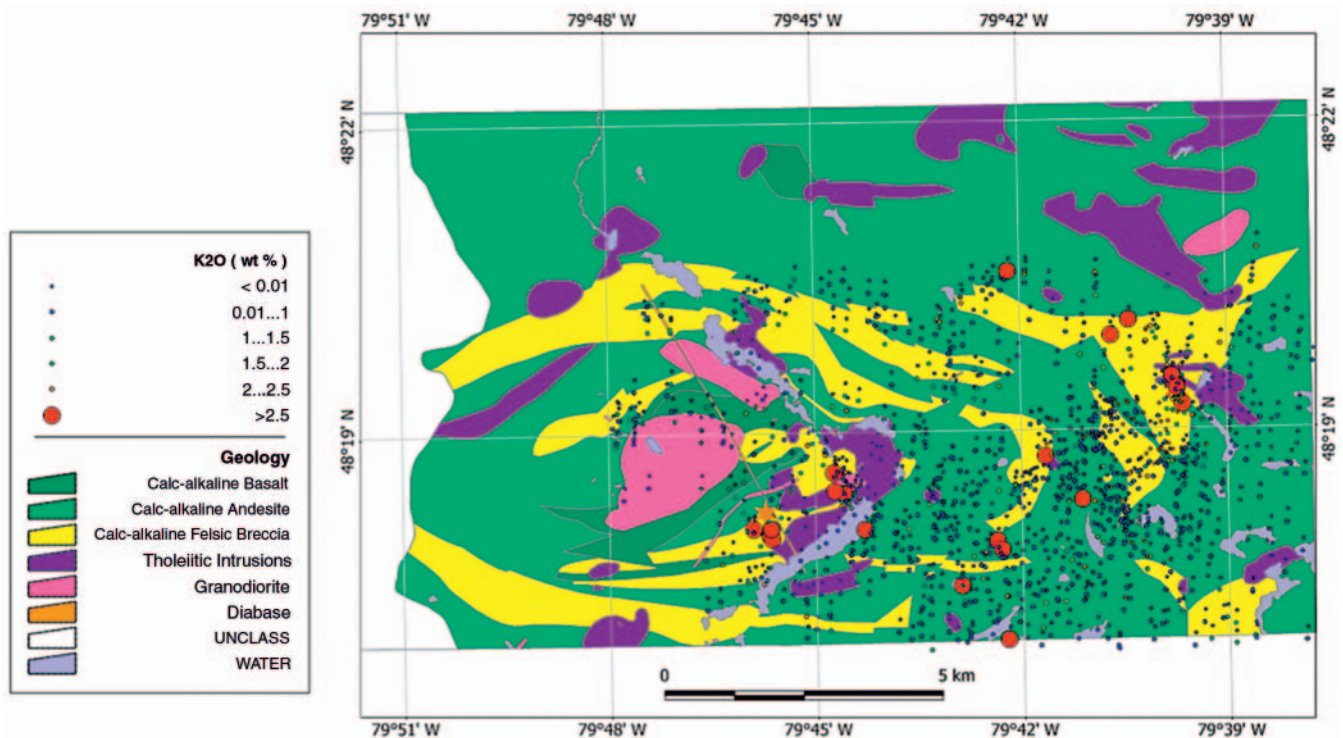 79°51' W 79°48' W 79°45' W 79°42' W 79°39' W
48°22' N 48°22' N
K2O ( wt % )
< 0.01
0.01...1
1...1.5
1.5...2
2...2.5
>2.5
48°19' N 48°19' N
Geology
Calc-alkaline Basalt
Calc-alkaline Andesite
Calc-alkaline Felsic Breccia
Tholeiitic Intrusions
Granodiorite
Diabase
UNCLASS
WATER
0 5 km
79°51' W 79°48' W 79°45' W 79°42' W 79°39' W